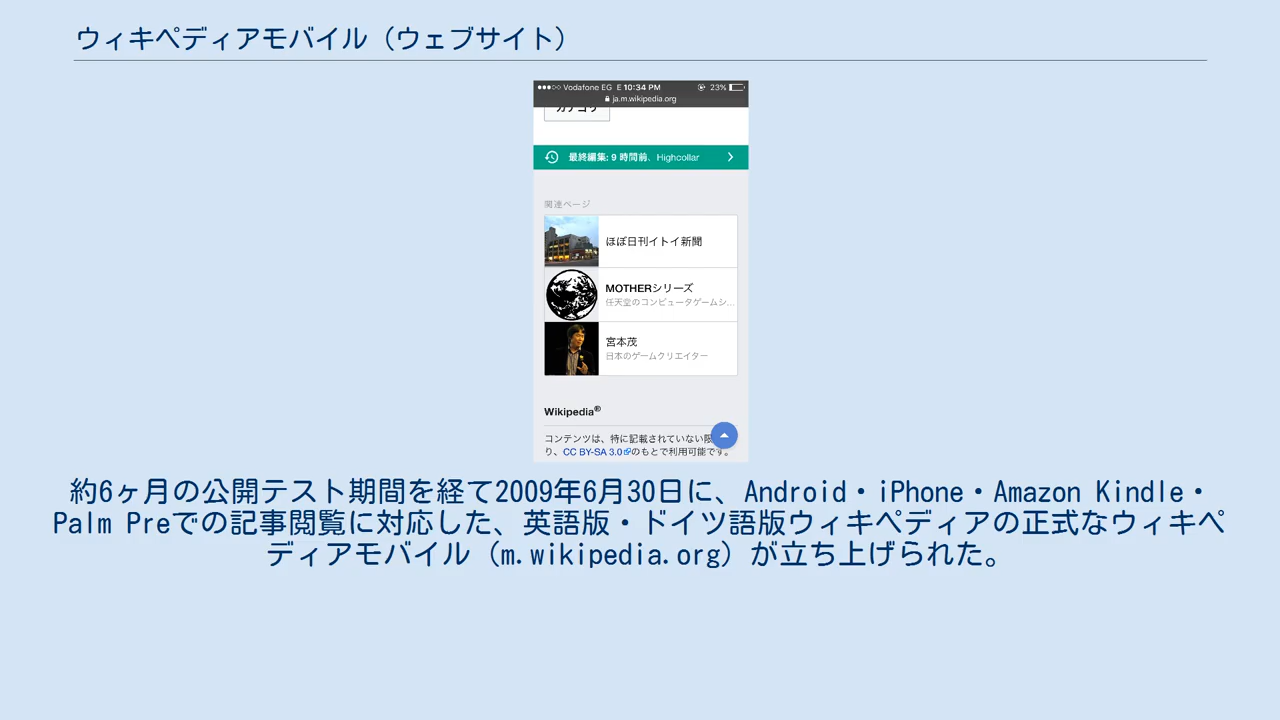 ウィキペディアモバイル（ウェブサイト）
Vodafone EG E 10:34 PM 23%
ja.m.wikipedia.org
カテゴリ
最終編集: 9 時間前、Highcollar
関連ページ
ほぼ日刊イトイ新聞
MOTHERシリーズ
任天堂のコンピュータゲームシ...
宮本茂
日本のゲームクリエイター
Wikipedia®
コンテンツは、特に記載されていない限
り、CC BY-SA 3.0のもとで利用可能です。
約6ヶ月の公開テスト期間を経て2009年6月30日に、Android・iPhone・Amazon Kindle・
Palm Preでの記事閲覧に対応した、英語版・ドイツ語版ウィキペディアの正式なウィキペ
ディアモバイル（m.wikipedia.org）が立ち上げられた。